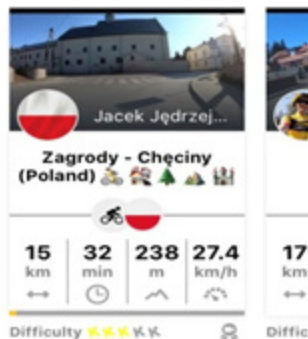 Jacek Jędrzej...
Zagrody - Chęciny
(Poland)
15 32 238 27.4 17
km min m km/h km
Difficulty Diffic